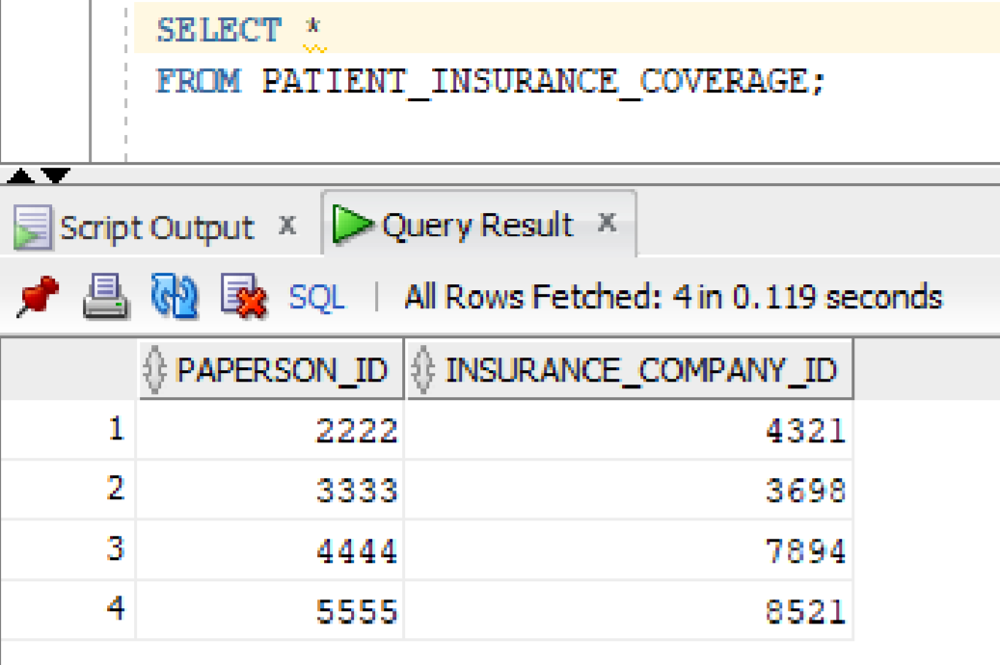 SELECT *
FROM PATIENT_INSURANCE_COVERAGE;
Script Output x Query Result x
SQL | All Rows Fetched: 4 in 0.119 seconds
PAPERSON_ID INSURANCE_COMPANY_ID
1 2222 4321
2 3333 3698
3 4444 7894
4 5555 8521